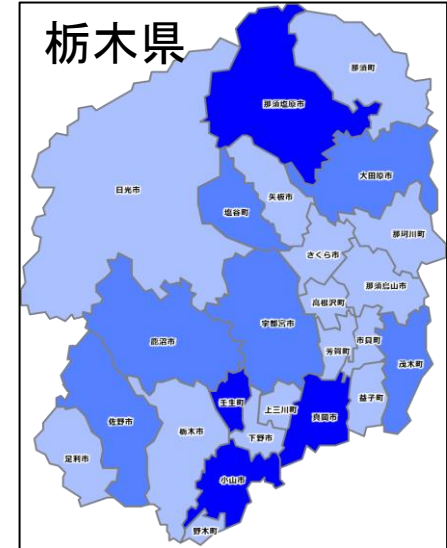 栃木県
那須町
那須塩原市
大田原市
日光市
矢板市
塩谷町
那珂川町
さくら市
那須烏山市
高根沢町
宇都宮市
鹿沼市
芳賀町
市貝町
茂木町
壬生町
上三川町
真岡市
益子町
佐野市
栃木市
下野市
足利市
小山市
野木町